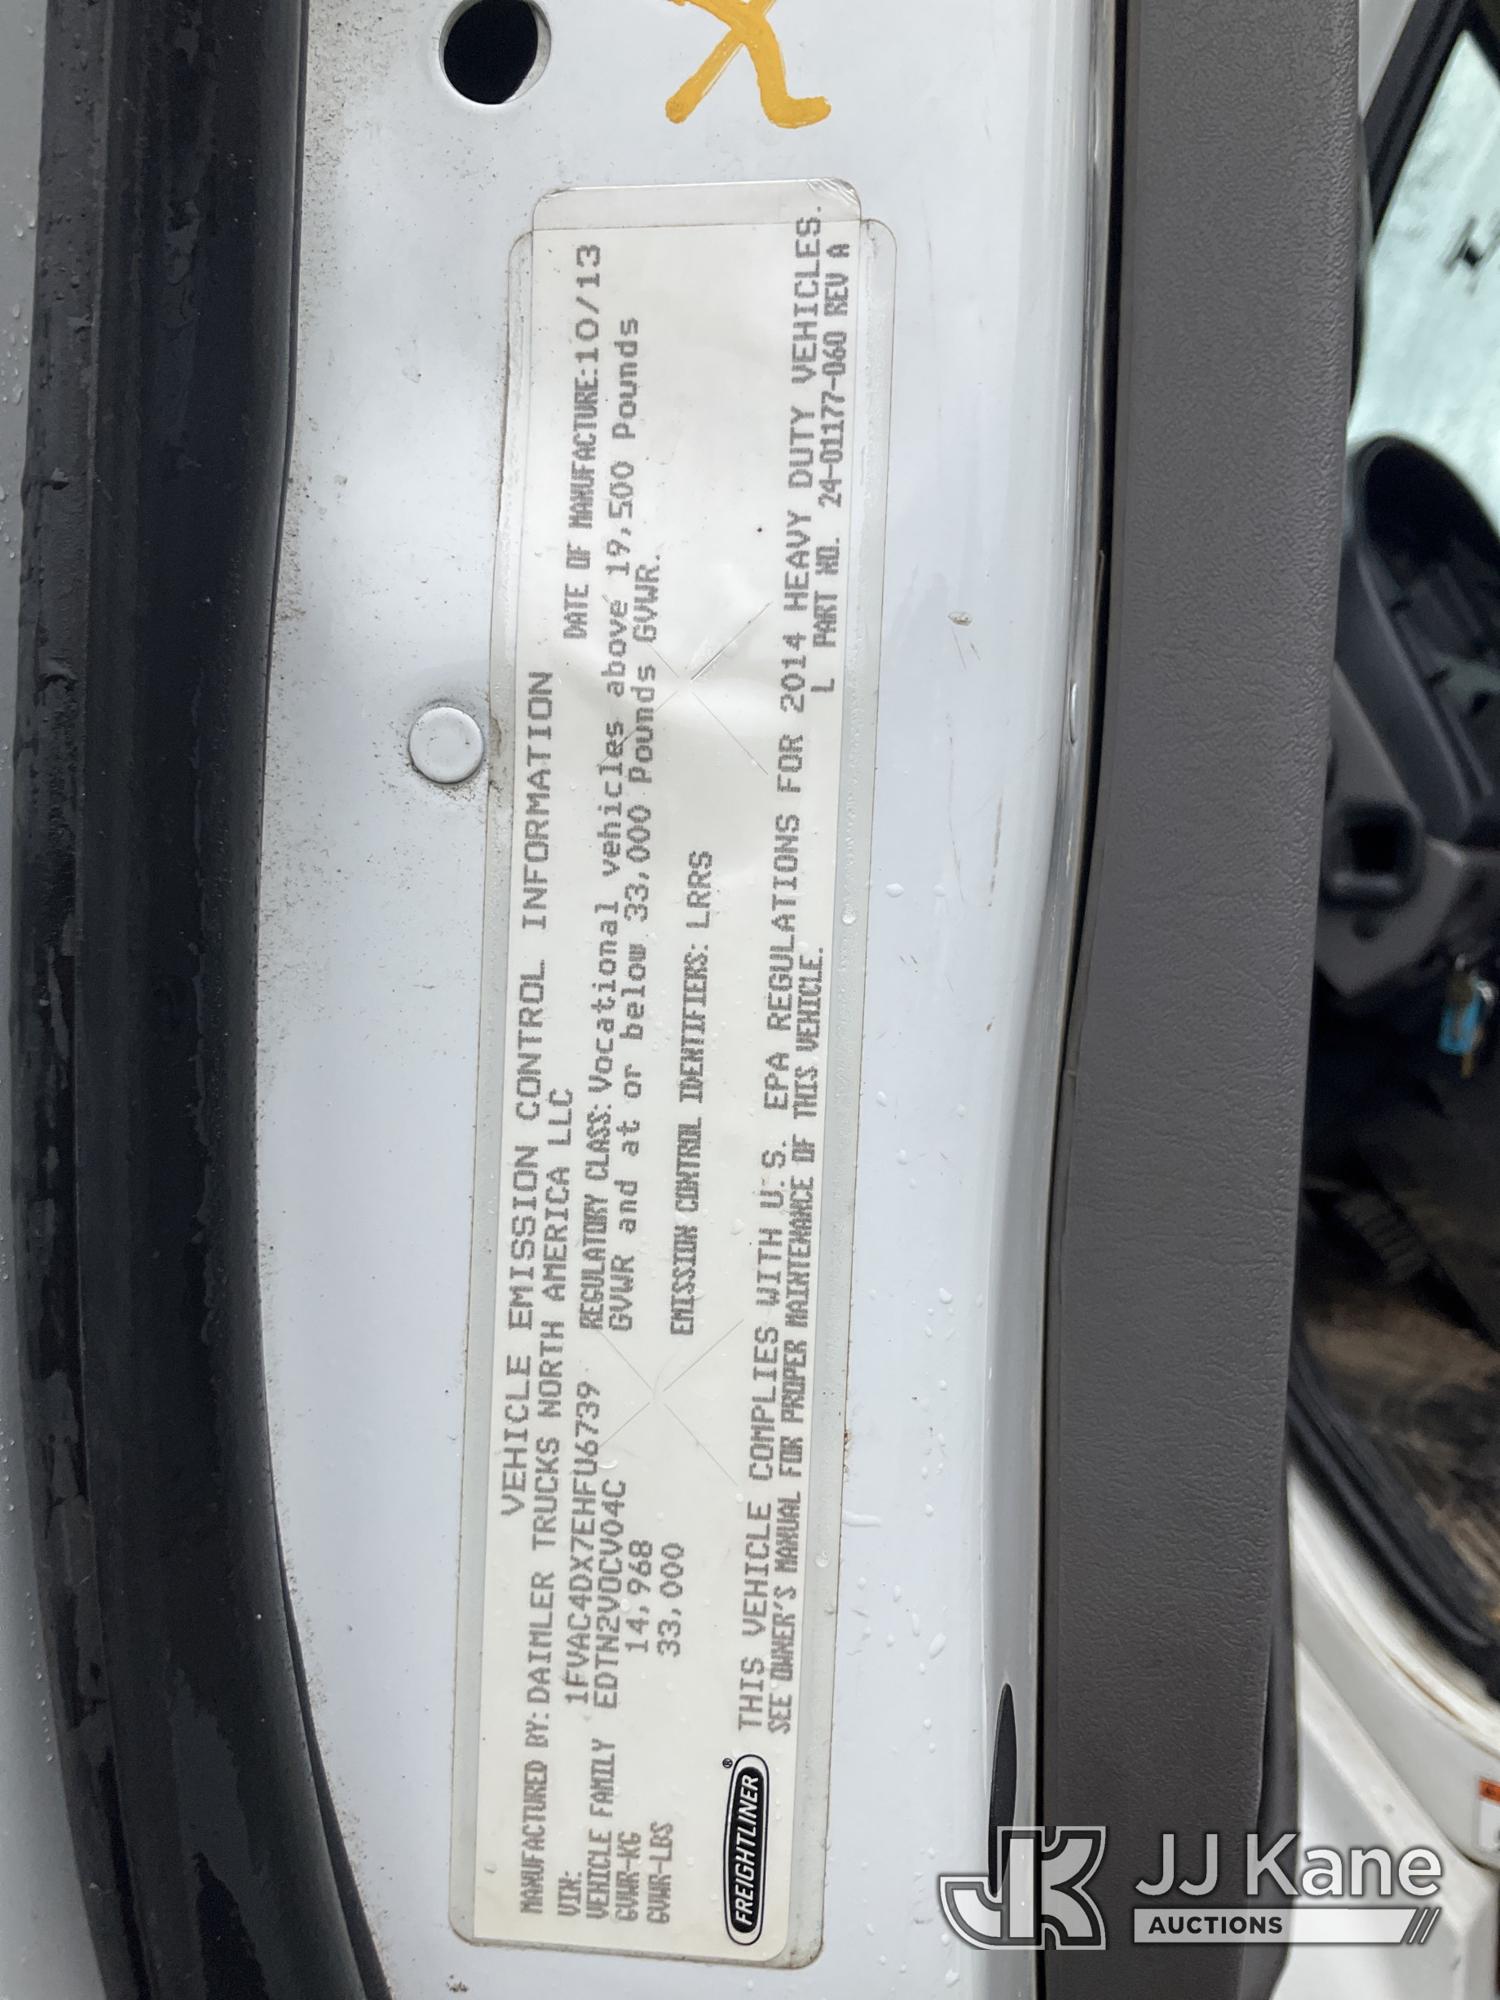 VEHICLE EMISSION CONTROL INFORMATION
MANUFACTURED BY: DAIMLER TRUCKS NORTH AMERICA LLC
DATE OF MANUFACTURE: 10/13
VIN: 1FVAC4DX7EHFU6739
REGULATORY CLASS: Vocational vehicles above 19,500 Pounds
VEHICLE FAMILY EDTN2VOCV04C
GVWR and at or below 33,000 Pounds GVWR.
GVWR-KG 14,968
GVWR-LBS 33,000
EMISSION CONTROL IDENTIFIERS: LRRS
THIS VEHICLE COMPLIES WITH U.S. EPA REGULATIONS FOR 2014 HEAVY DUTY VEHICLES.
SEE OWNER'S MANUAL FOR PROPER MAINTENANCE OF THIS VEHICLE.
L PART NO. 24-01177-060 REV A
FREIGHTLINER®
JK JJ Kane
AUCTIONS